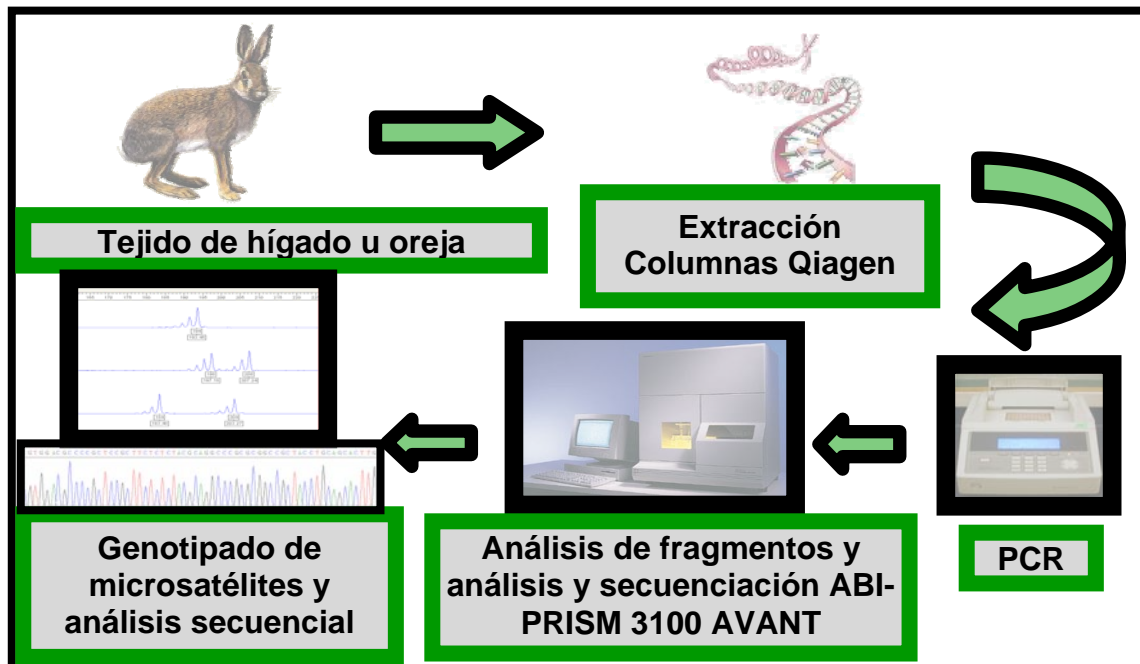 Tejido de hígado u oreja
Extracción
Columnas Qiagen
PCR
Análisis de fragmentos y
análisis y secuenciación ABI-
PRISM 3100 AVANT
Genotipado de
microsatélites y
análisis secuencial